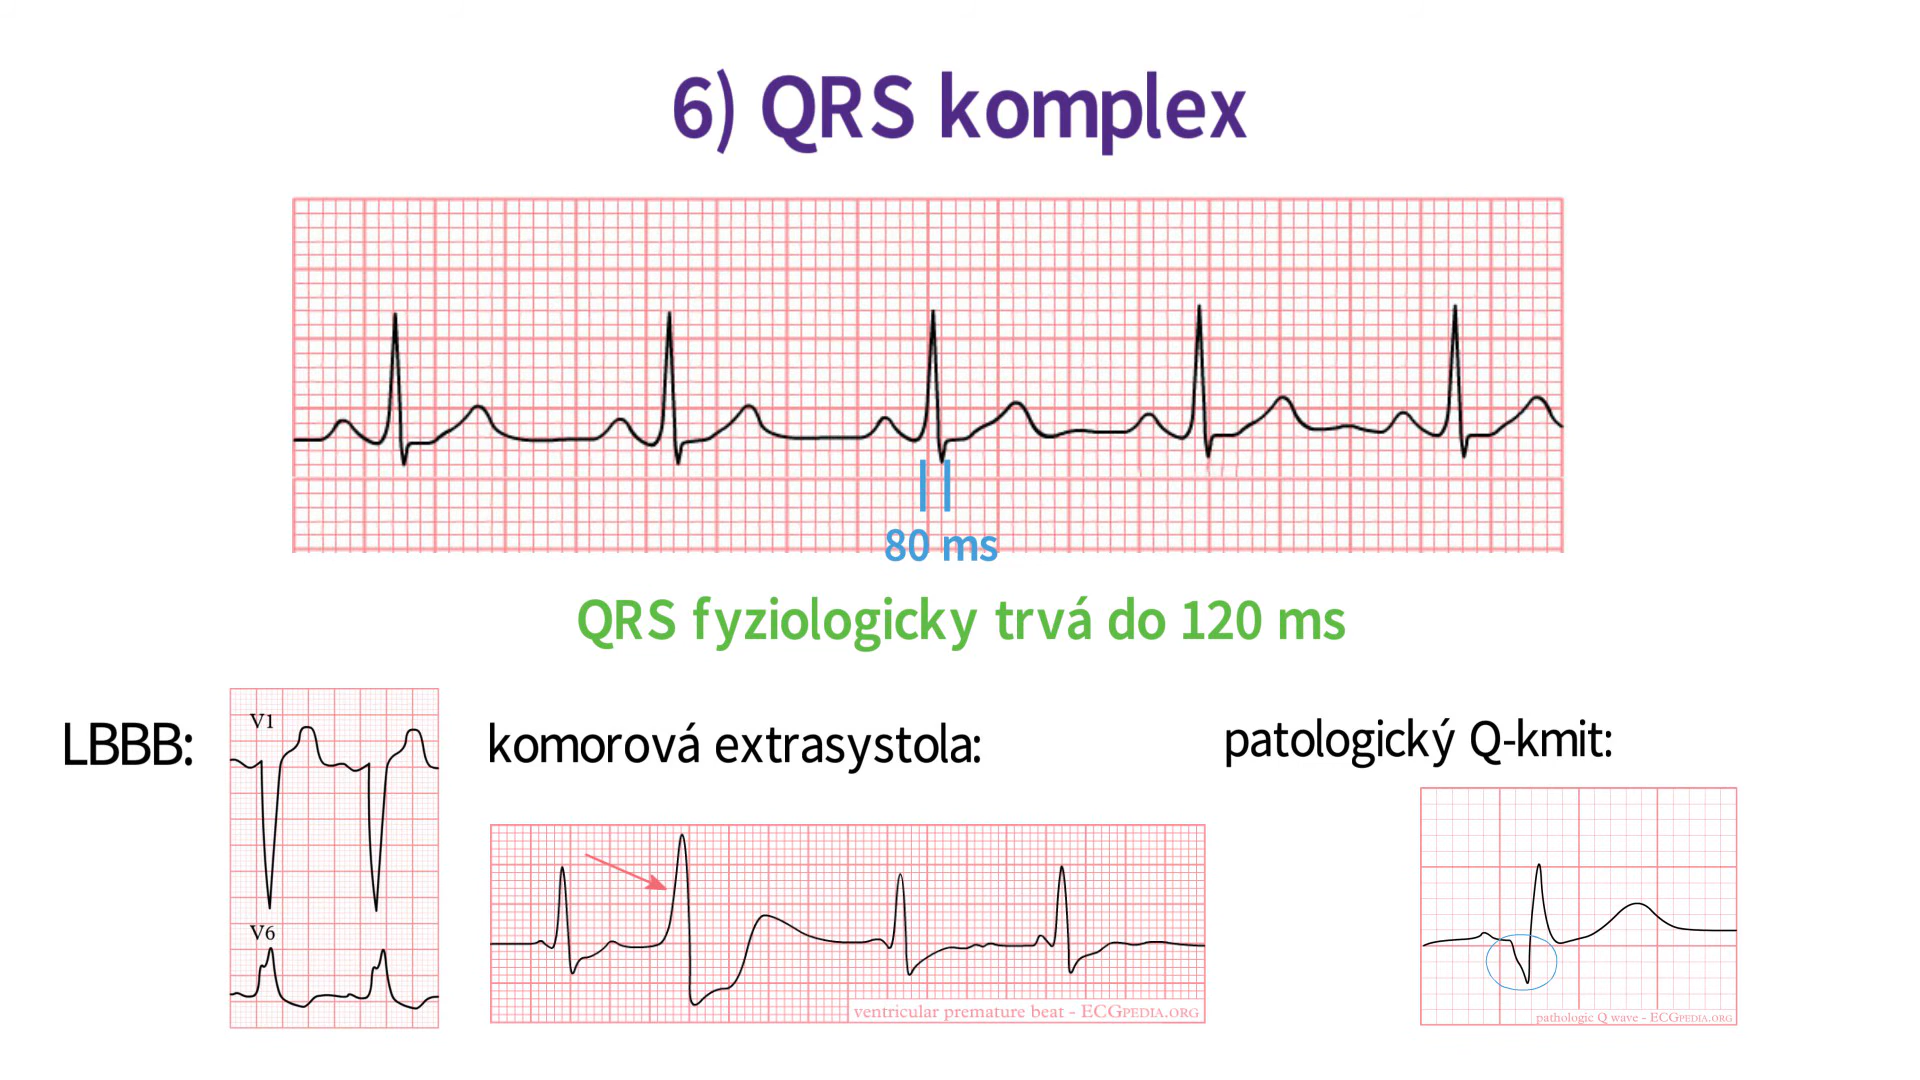 6) QRS komplex
80 ms
QRS fyziologicky trvá do 120 ms
LBBB:
V1
V6
komorová extrasystola:
ventricular premature beat - ECGPEDIA.ORG
patologický Q-kmit:
pathologic Q wave - ECGPEDIA.ORG